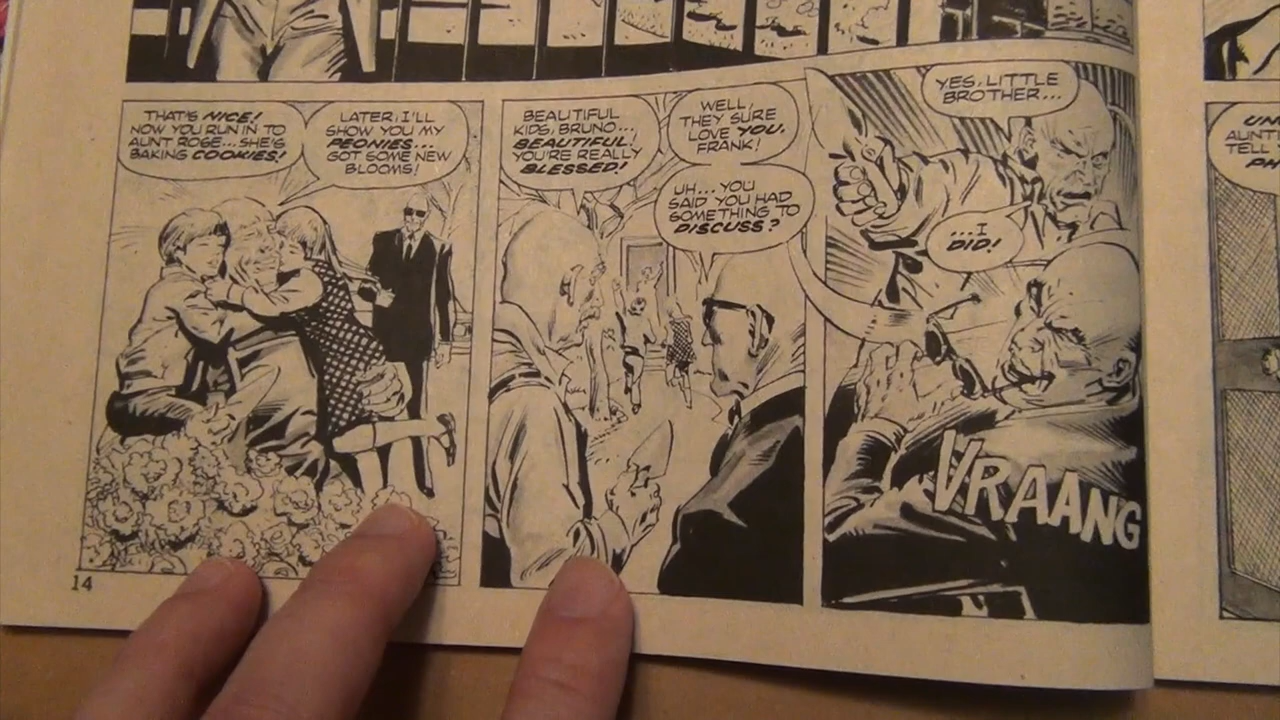 THAT'S NICE!
NOW YOU RUN IN TO
AUNT ROSE...SHE'S
BAKING COOKIES!
LATER, I'LL
SHOW YOU MY
PEONIES...
GOT SOME NEW
BLOOMS!
BEAUTIFUL
KIDS, BRUNO...
BEAUTIFUL.
YOU'RE REALLY
BLESSED!
WELL,
THEY SURE
LOVE YOU,
FRANK!
UH... YOU
SAID YOU HAD
SOMETHING TO
DISCUSS?
YES, LITTLE
BROTHER...
...I
DID!
VRAANG
14
AUNT
TELL